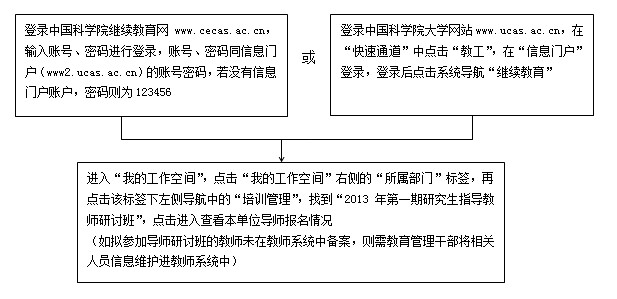 登录中国科学院继续教育网 www.cecas.ac.cn,
输入账号、密码进行登录，账号、密码同信息门
户（www2.ucas.ac.cn）的账号密码，若没有信息
门户账户，密码则为 123456
或
登录中国科学院大学网站 www.ucas.ac.cn，在
“快速通道”中点击“教工”，在“信息门户”
登录，登录后点击系统导航“继续教育”
进入“我的工作空间”，点击“我的工作空间”右侧的“所属部门”标签，再
点击该标签下左侧导航中的“培训管理”，找到“2013 年第一期研究生指导教
师研讨班”，点击进入查看本单位导师报名情况
（如拟参加导师研讨班的教师未在教师系统中备案，则需教育管理干部将相关
人员信息维护进教师系统中）